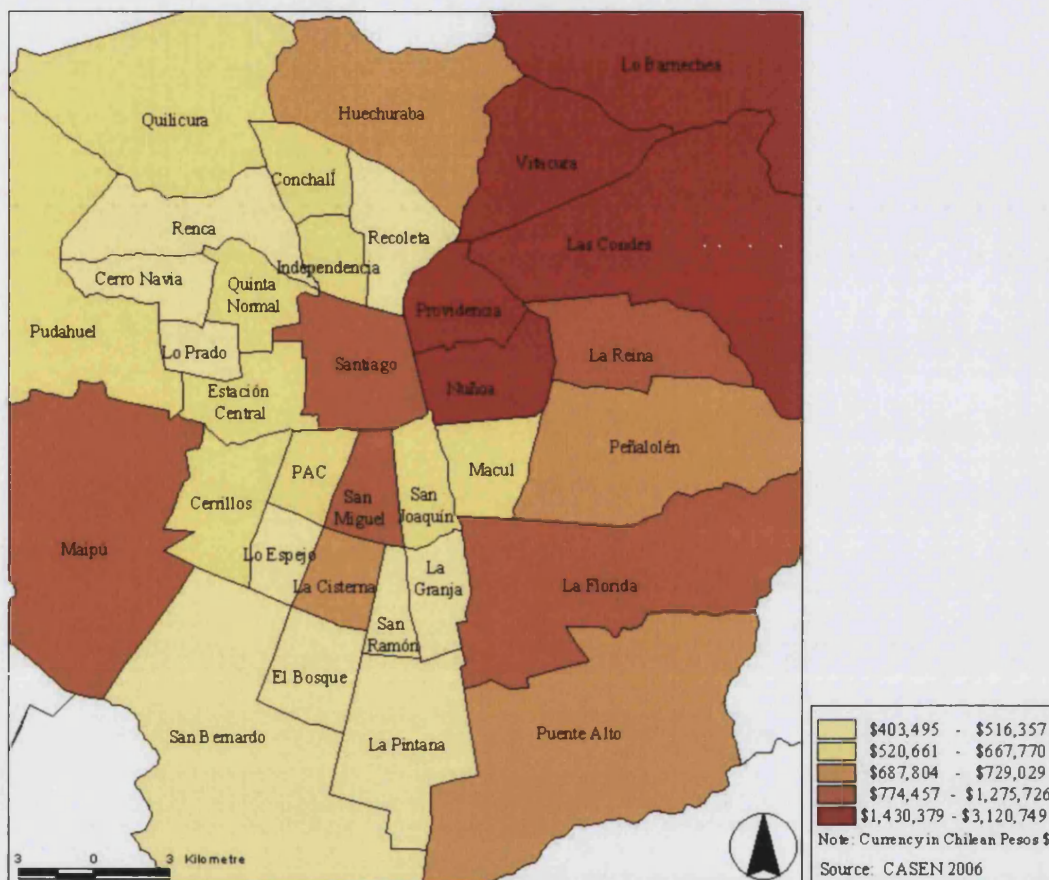 Lo Barnechea
Quilicura
Huechuraba
Vitacura
Conchalí
Renca
Recoleta
Las Condes
Independencia
Cerro Navia
Quinta
Normal
Providencia
Pudahuel
Lo Prado
Santiago
La Reina
Nuñoa
Estación
Central
Peñalolén
PAC
Macul
Cerrillos
San
Miguel
San
Joaquín
Maipú
Lo Espejo
La
Granja
La Cisterna
La Florida
San
Ramón
El Bosque
San Bernardo
La Pintana
Puente Alto
$403,495 - $516,357
$520,661 - $667,770
$687,804 - $729,029
$774,457 - $1,275,726
$1,430,379 - $3,120,749
Note: Currency in Chilean Pesos $
Source: CASEN 2006
3 0 3 Kilometre